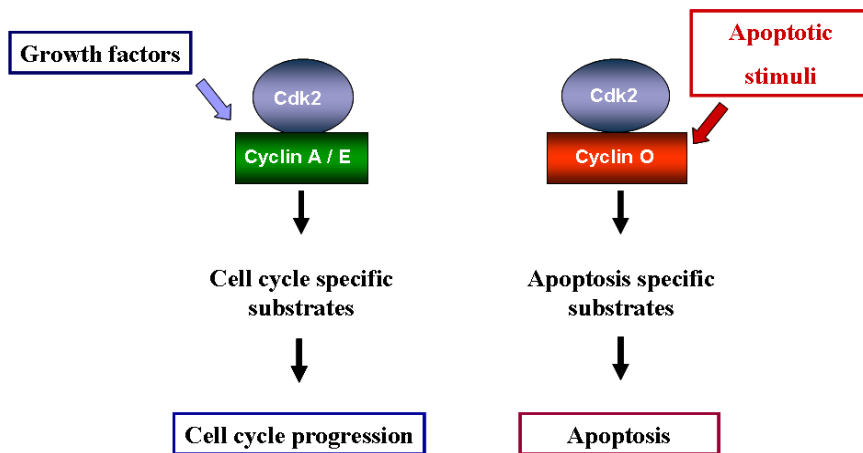 Growth factors
Cdk2
Cyclin A / E
Cell cycle specific
substrates
Cell cycle progression
Apoptotic
stimuli
Cdk2
Cyclin O
Apoptosis specific
substrates
Apoptosis